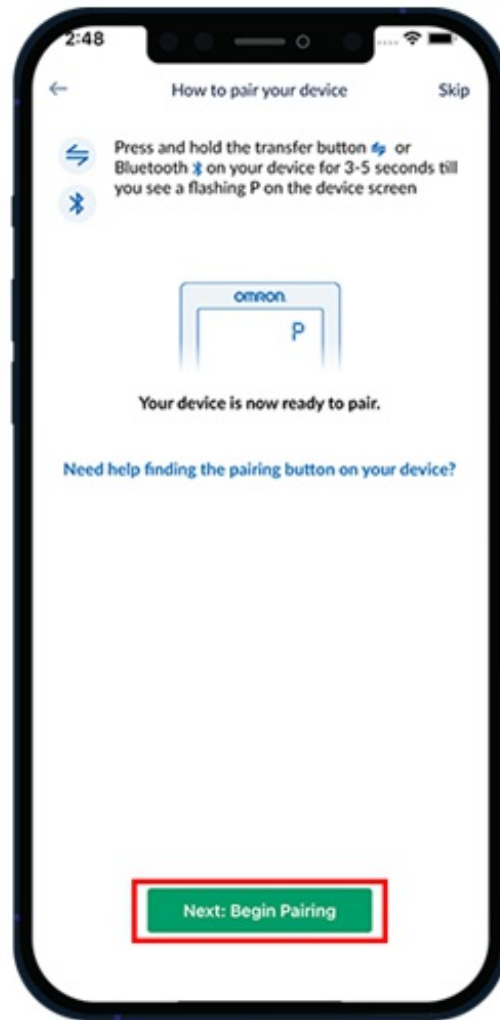 2:48
How to pair your device Skip
Press and hold the transfer button or
Bluetooth on your device for 3-5 seconds till
you see a flashing P on the device screen
OMRON
P
Your device is now ready to pair.
Need help finding the pairing button on your device?
Next: Begin Pairing